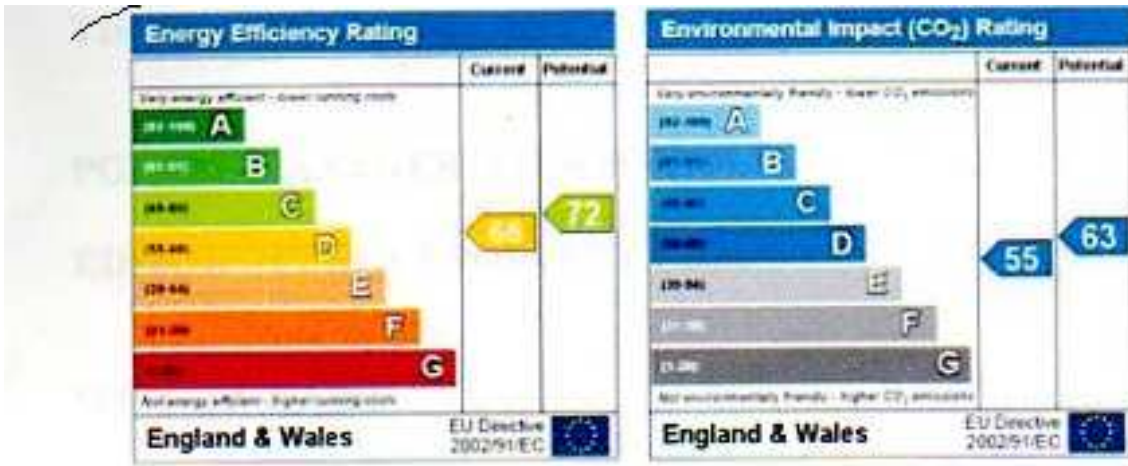 Energy Efficiency Rating
Current Potential
Very energy efficient - lower running costs
A
B
C
D
E
F
G
72
Not energy efficient - higher running costs
England & Wales
EU Directive
2002/91/EC
Environmental Impact (CO₂) Rating
Current Potential
Very environmentally friendly - lower CO₂ emissions
A
B
C
D
E
F
G
55
63
Not environmentally friendly - higher CO₂ emissions
England & Wales
EU Directive
2002/91/EC